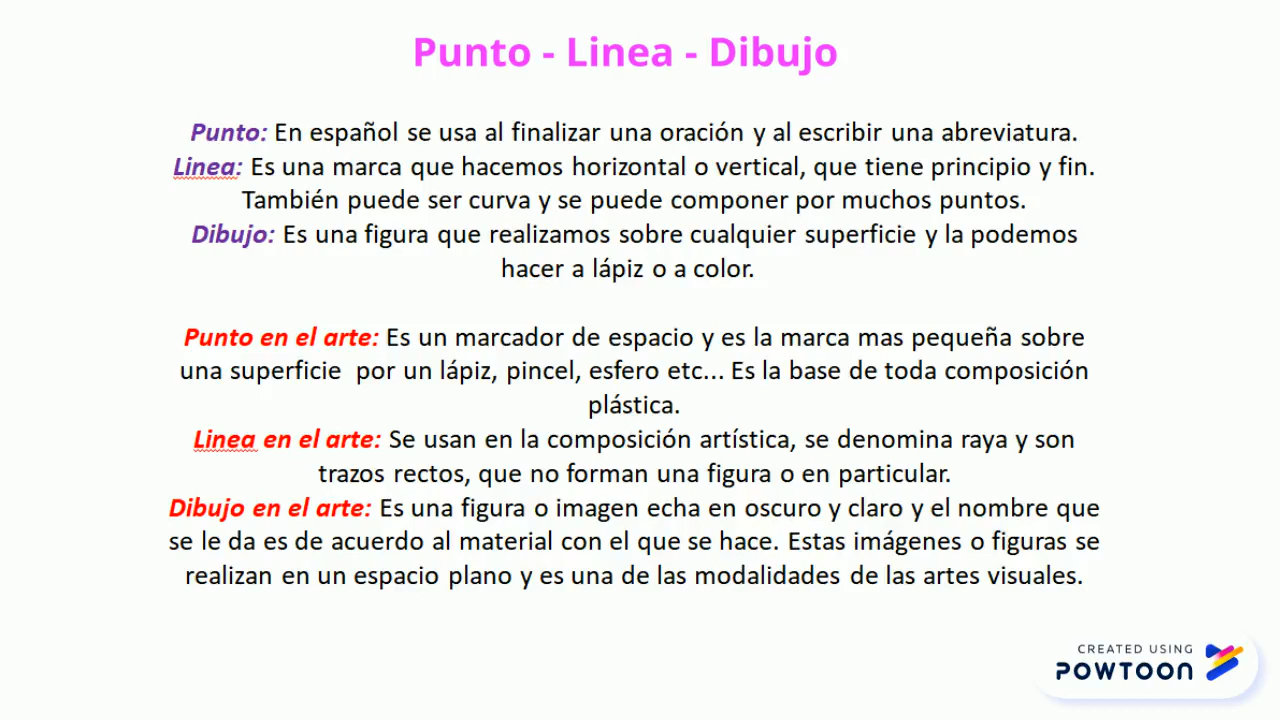 Punto - Linea - Dibujo
Punto: En español se usa al finalizar una oración y al escribir una abreviatura.
Linea: Es una marca que hacemos horizontal o vertical, que tiene principio y fin.
También puede ser curva y se puede componer por muchos puntos.
Dibujo: Es una figura que realizamos sobre cualquier superficie y la podemos
hacer a lápiz o a color.
Punto en el arte: Es un marcador de espacio y es la marca mas pequeña sobre
una superficie  por un lápiz, pincel, esfero etc... Es la base de toda composición
plástica.
Linea en el arte: Se usan en la composición artística, se denomina raya y son
trazos rectos, que no forman una figura o en particular.
Dibujo en el arte: Es una figura o imagen echa en oscuro y claro y el nombre que
se le da es de acuerdo al material con el que se hace. Estas imágenes o figuras se
realizan en un espacio plano y es una de las modalidades de las artes visuales.
CREATED USING
POWTOON